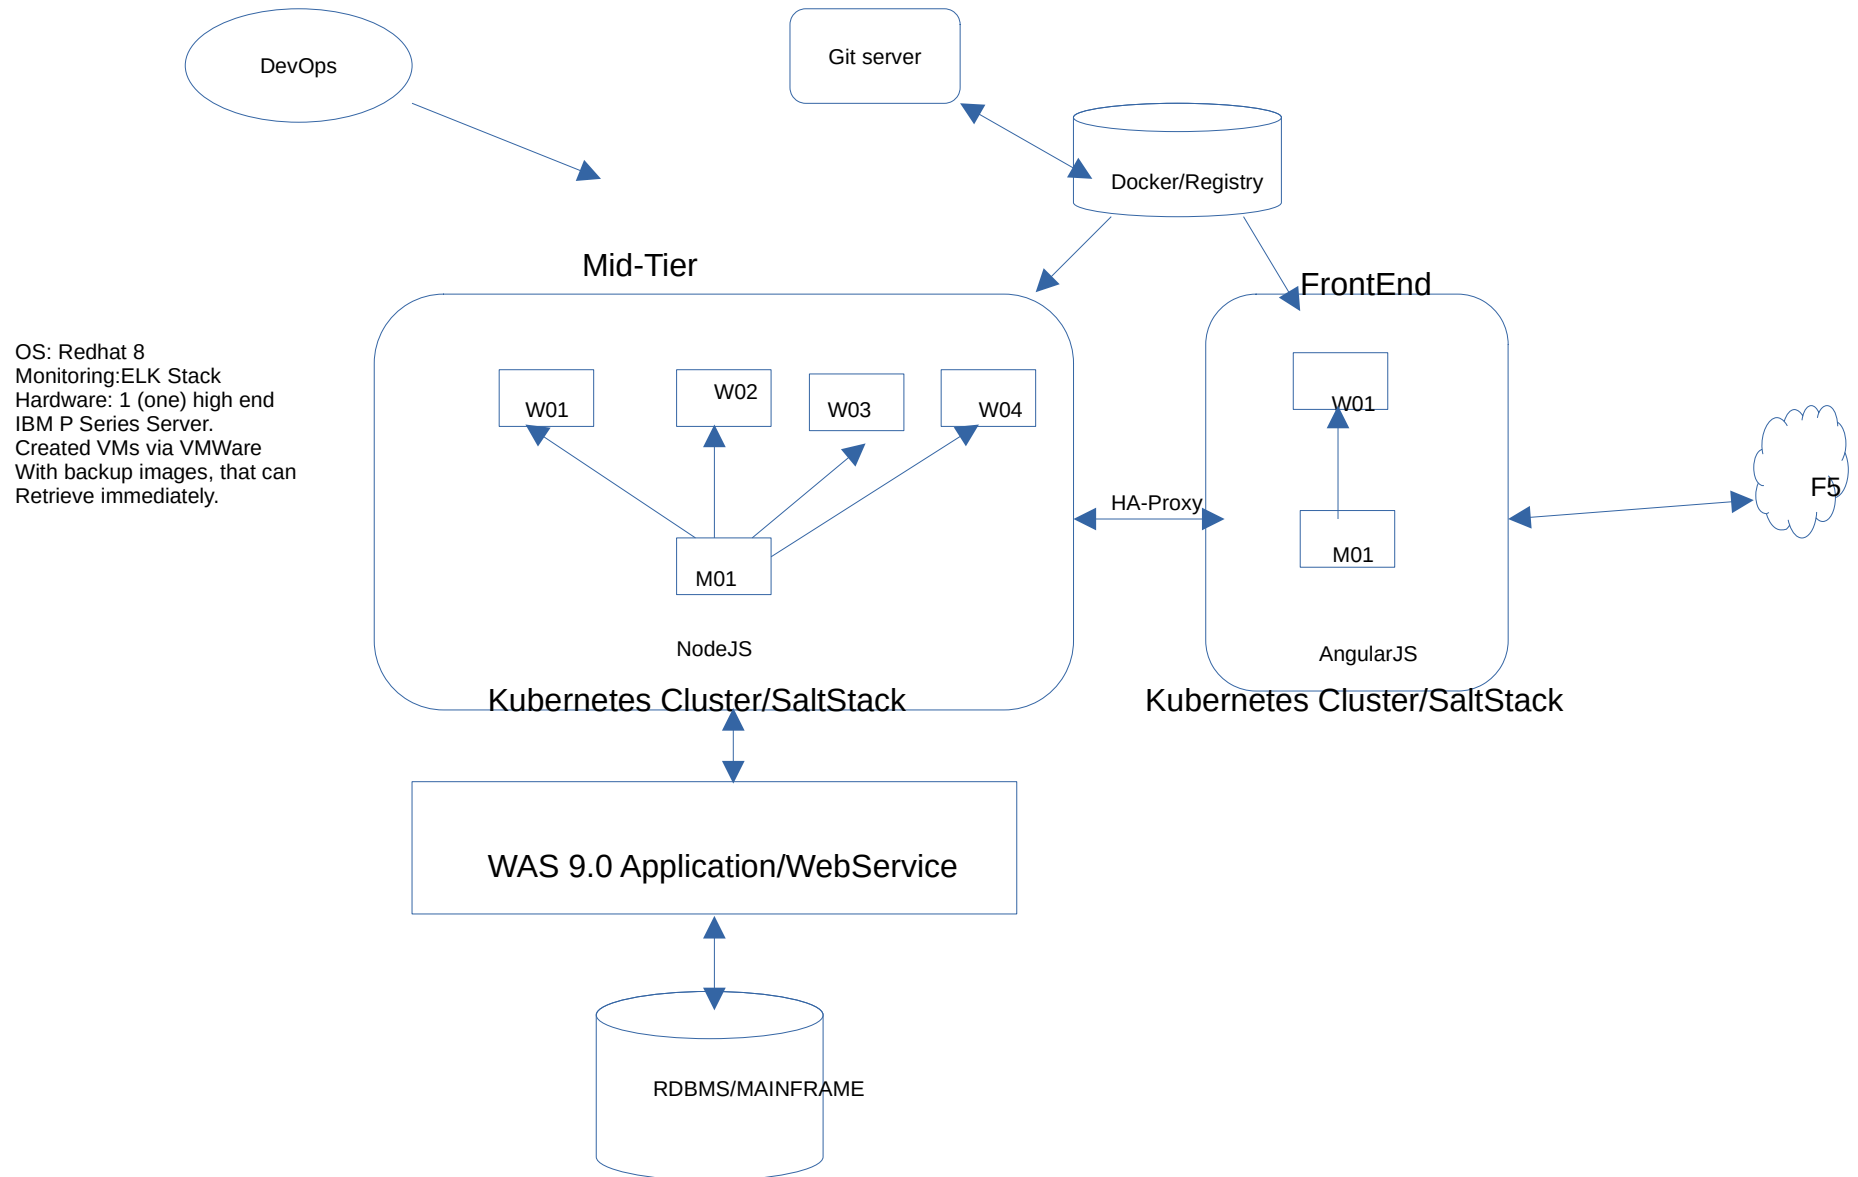 DevOps
Git server
Docker/Registry
Mid-Tier
FrontEnd
OS: Redhat 8
Monitoring:ELK Stack
Hardware: 1 (one) high end
IBM P Series Server.
Created VMs via VMWare
With backup images, that can
Retrieve immediately.
W01
W02
W03
W04
W01
F5
HA-Proxy
M01
M01
NodeJS
AngularJS
Kubernetes Cluster/SaltStack
Kubernetes Cluster/SaltStack
WAS 9.0 Application/WebService
RDBMS/MAINFRAME